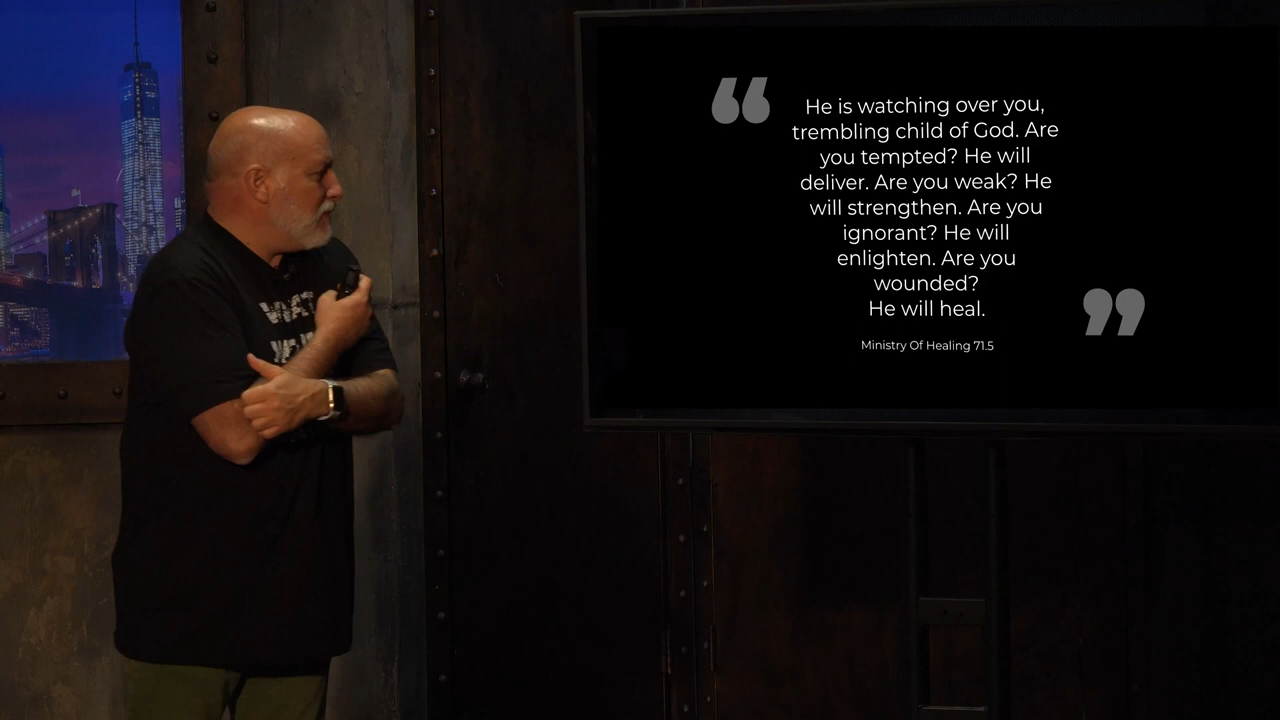 He is watching over you,
trembling child of God. Are
you tempted? He will
deliver. Are you weak? He
will strengthen. Are you
ignorant? He will
enlighten. Are you
wounded?
He will heal.
Ministry Of Healing 71.5